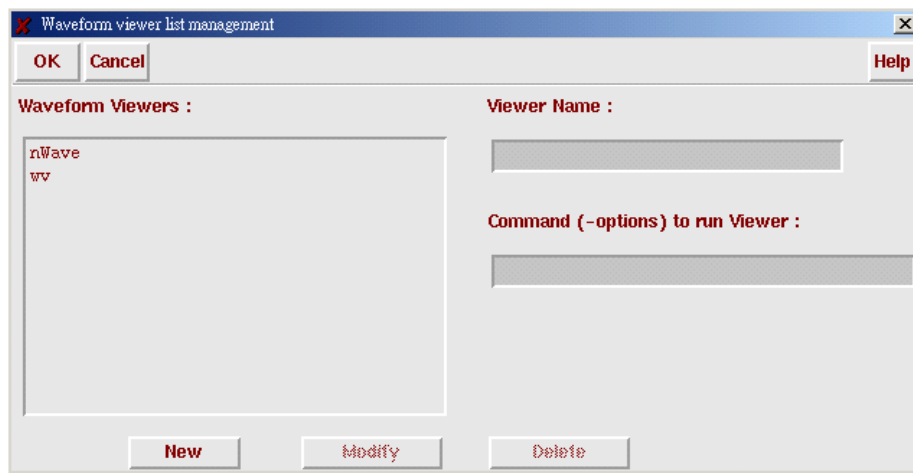 Waveform viewer list management
OK Cancel Help
Waveform Viewers :
nWave
wv
Viewer Name :
Command (-options) to run Viewer :
New Modify Delete